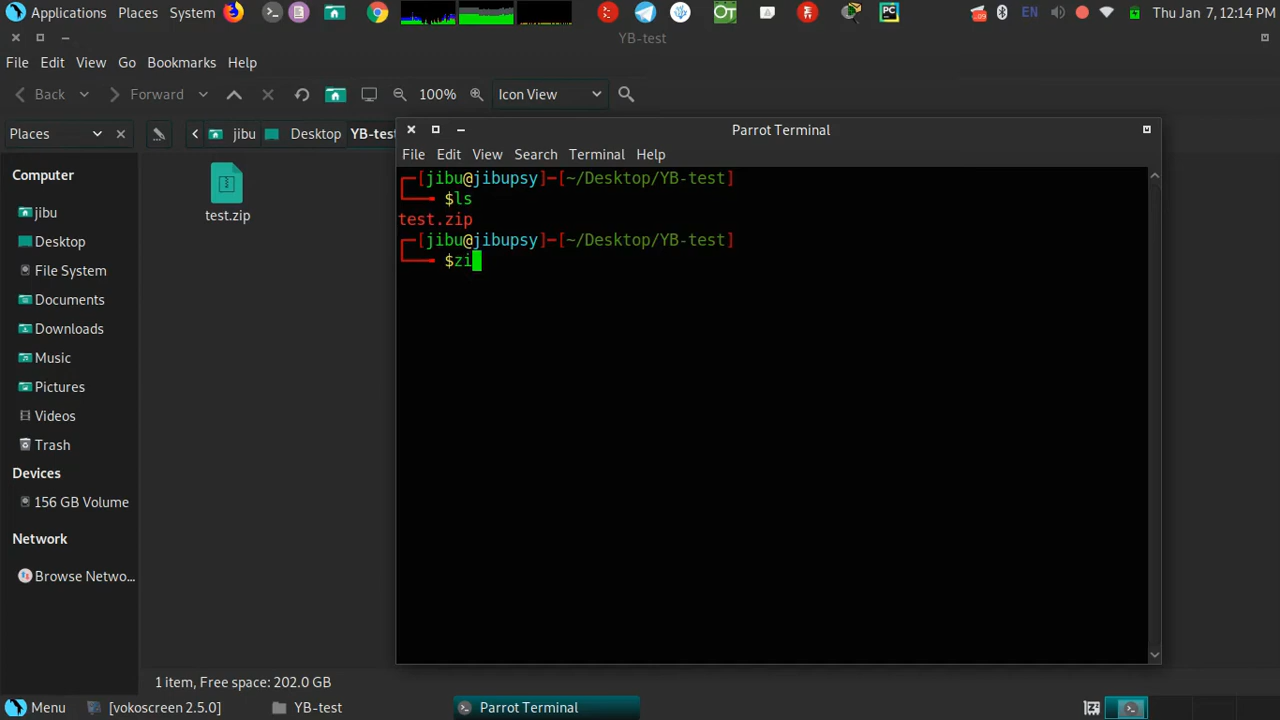 Applications Places System EN Thu Jan 7, 12:14 PM
YB-test
File Edit View Go Bookmarks Help
Back Forward 100% Icon View
Places jibu Desktop YB-test
Computer
jibu
Desktop
File System
Documents
Downloads
Music
Pictures
Videos
Trash
Devices
156 GB Volume
Network
Browse Netwo...
test.zip
1 item, Free space: 202.0 GB
Parrot Terminal
File Edit View Search Terminal Help
┌─[jibu@jibupsy]─[~/Desktop/YB-test]
└──╼ $ls
test.zip
┌─[jibu@jibupsy]─[~/Desktop/YB-test]
└──╼ $zi
Menu [vokoscreen 2.5.0] YB-test Parrot Terminal